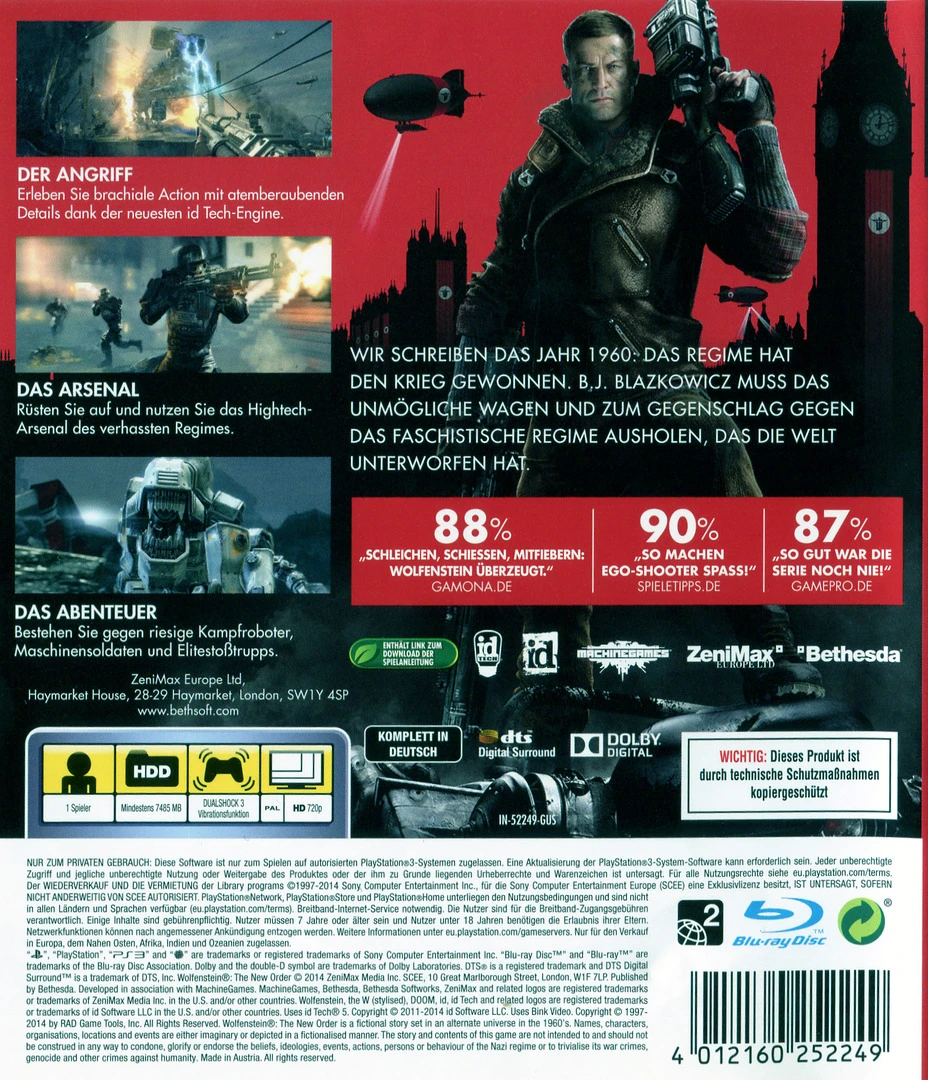 DER ANGRIFF
Erleben Sie brachiale Action mit atemberaubenden
Details dank der neuesten id Tech-Engine.
DAS ARSENAL
Rüsten Sie auf und nutzen Sie das Hightech-
Arsenal des verhassten Regimes.
DAS ABENTEUER
Bestehen Sie gegen riesige Kampfroboter,
Maschinensoldaten und Elitestoßtrupps.
ZeniMax Europe Ltd,
Haymarket House, 28-29 Haymarket, London, SW1Y 4SP
www.bethsoft.com
WIR SCHREIBEN DAS JAHR 1960: DAS REGIME HAT
DEN KRIEG GEWONNEN. B.J. BLAZKOWICZ MUSS DAS
UNMÖGLICHE WAGEN UND ZUM GEGENSCHLAG GEGEN
DAS FASCHISTISCHE REGIME AUSHOLEN, DAS DIE WELT
UNTERWORFEN HAT.
88%
„SCHLEICHEN, SCHIESSEN, MITFIEBERN:
WOLFENSTEIN ÜBERZEUGT.“
GAMONA.DE
90%
„SO MACHEN
EGO-SHOOTER SPASS!“
SPIELETIPPS.DE
87%
„SO GUT WAR DIE
SERIE NOCH NIE!“
GAMEPRO.DE
ENTHÄLT LINK ZUM
DOWNLOAD DER
SPIELANLEITUNG
id
TECH
id
MACHINEGAMES
ZeniMax
EUROPE LTD
Bethesda
KOMPLETT IN
DEUTSCH
dts
Digital Surround
DOLBY
DIGITAL
WICHTIG: Dieses Produkt ist
durch technische Schutzmaßnahmen
kopiergeschützt
HDD
1 Spieler
Mindestens 7485 MB
DUALSHOCK 3
Vibrationsfunktion
PAL
HD 720p
IN-52249-GUS
NUR ZUM PRIVATEN GEBRAUCH: Diese Software ist nur zum Spielen auf autorisierten PlayStation®3-Systemen zugelassen. Eine Aktualisierung der PlayStation®3-System-Software kann erforderlich sein. Jeder unberechtigte
Zugriff und jegliche unberechtigte Nutzung oder Weitergabe des Produktes oder der ihm zu Grunde liegenden Urheberrechte und Warenzeichen ist untersagt. Für alle Nutzungsrechte siehe eu.playstation.com/terms.
Der WIEDERVERKAUF UND DIE VERMIETUNG der Library programs ©1997-2014 Sony Computer Entertainment Inc., für die Sony Computer Entertainment Europe (SCEE) eine Exklusivlizenz besitzt, IST UNTERSAGT, SOFERN
NICHT ANDERWEITIG VON SCEE AUTORISIERT. PlayStation®Network, PlayStation®Store und PlayStation®Home unterliegen den Nutzungsbedingungen und sind nicht
in allen Ländern und Sprachen verfügbar (eu.playstation.com/terms). Breitband-Internet-Service notwendig. Die Nutzer sind für die Breitband-Zugangsgebühren
verantwortlich. Einige Inhalte sind gebührenpflichtig. Nutzer müssen 7 Jahre oder älter sein und Nutzer unter 18 Jahren benötigen die Erlaubnis ihrer Eltern.
Netzwerkfunktionen können nach angemessener Ankündigung entzogen werden. Weitere Informationen unter eu.playstation.com/gameservers. Nur für den Verkauf
in Europa, dem Nahen Osten, Afrika, Indien und Ozeanien zugelassen.
“ ”, “PlayStation”, “PS3” and “ ” are trademarks or registered trademarks of Sony Computer Entertainment Inc. “Blu-ray Disc™” and “Blu-ray™” are
trademarks of the Blu-ray Disc Association. Dolby and the double-D symbol are trademarks of Dolby Laboratories. DTS® is a registered trademark and DTS Digital
Surround™ is a trademark of DTS, Inc. Wolfenstein®: The New Order © 2014 ZeniMax Media Inc. SCEE, 10 Great Marlborough Street, London, W1F 7LP. Published
by Bethesda. Developed in association with MachineGames. MachineGames, Bethesda, Bethesda Softworks, ZeniMax and related logos are registered trademarks
or trademarks of ZeniMax Media Inc. in the U.S. and/or other countries. Wolfenstein, the W (stylised), DOOM, id, id Tech and related logos are registered trademarks
or trademarks of id Software LLC in the U.S. and/or other countries. Uses id Tech® 5. Copyright © 2011-2014 id Software LLC. Uses Bink Video. Copyright © 1997-
2014 by RAD Game Tools, Inc. All Rights Reserved. Wolfenstein®: The New Order is a fictional story set in an alternate universe in the 1960's. Names, characters,
organisations, locations and events are either imaginary or depicted in a fictionalised manner. The story and contents of this game are not intended to and should not
be construed in any way to condone, glorify or endorse the beliefs, ideologies, events, actions, persons or behaviour of the Nazi regime or to trivialise its war crimes,
genocide and other crimes against humanity. Made in Austria. All rights reserved.
2
Blu-ray Disc
4 012160 252249